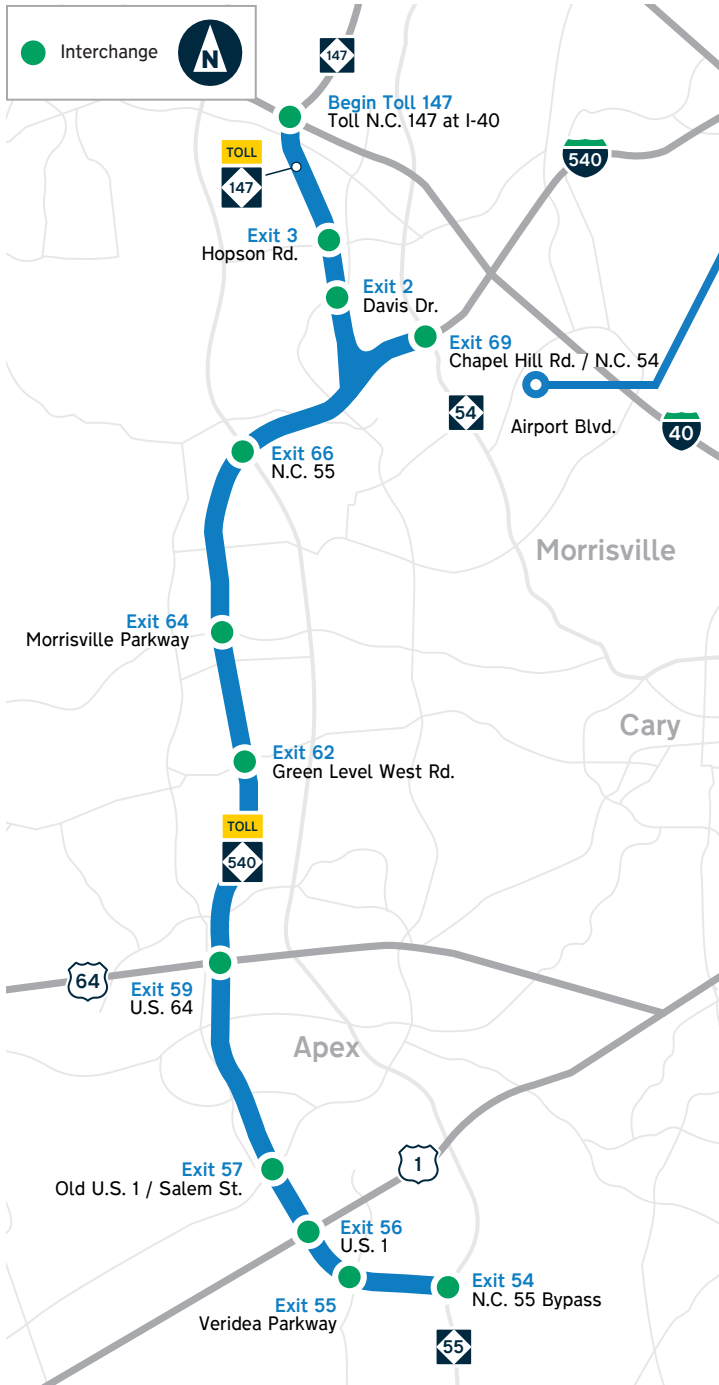 Interchange
N
147
Begin Toll 147
Toll N.C. 147 at I-40
TOLL
147
540
Exit 3
Hopson Rd.
Exit 2
Davis Dr.
Exit 69
Chapel Hill Rd. / N.C. 54
54
Airport Blvd.
40
Exit 66
N.C. 55
Morrisville
Exit 64
Morrisville Parkway
Cary
Exit 62
Green Level West Rd.
TOLL
540
64
Exit 59
U.S. 64
Apex
1
Exit 57
Old U.S. 1 / Salem St.
Exit 56
U.S. 1
Exit 55
Veridea Parkway
Exit 54
N.C. 55 Bypass
55